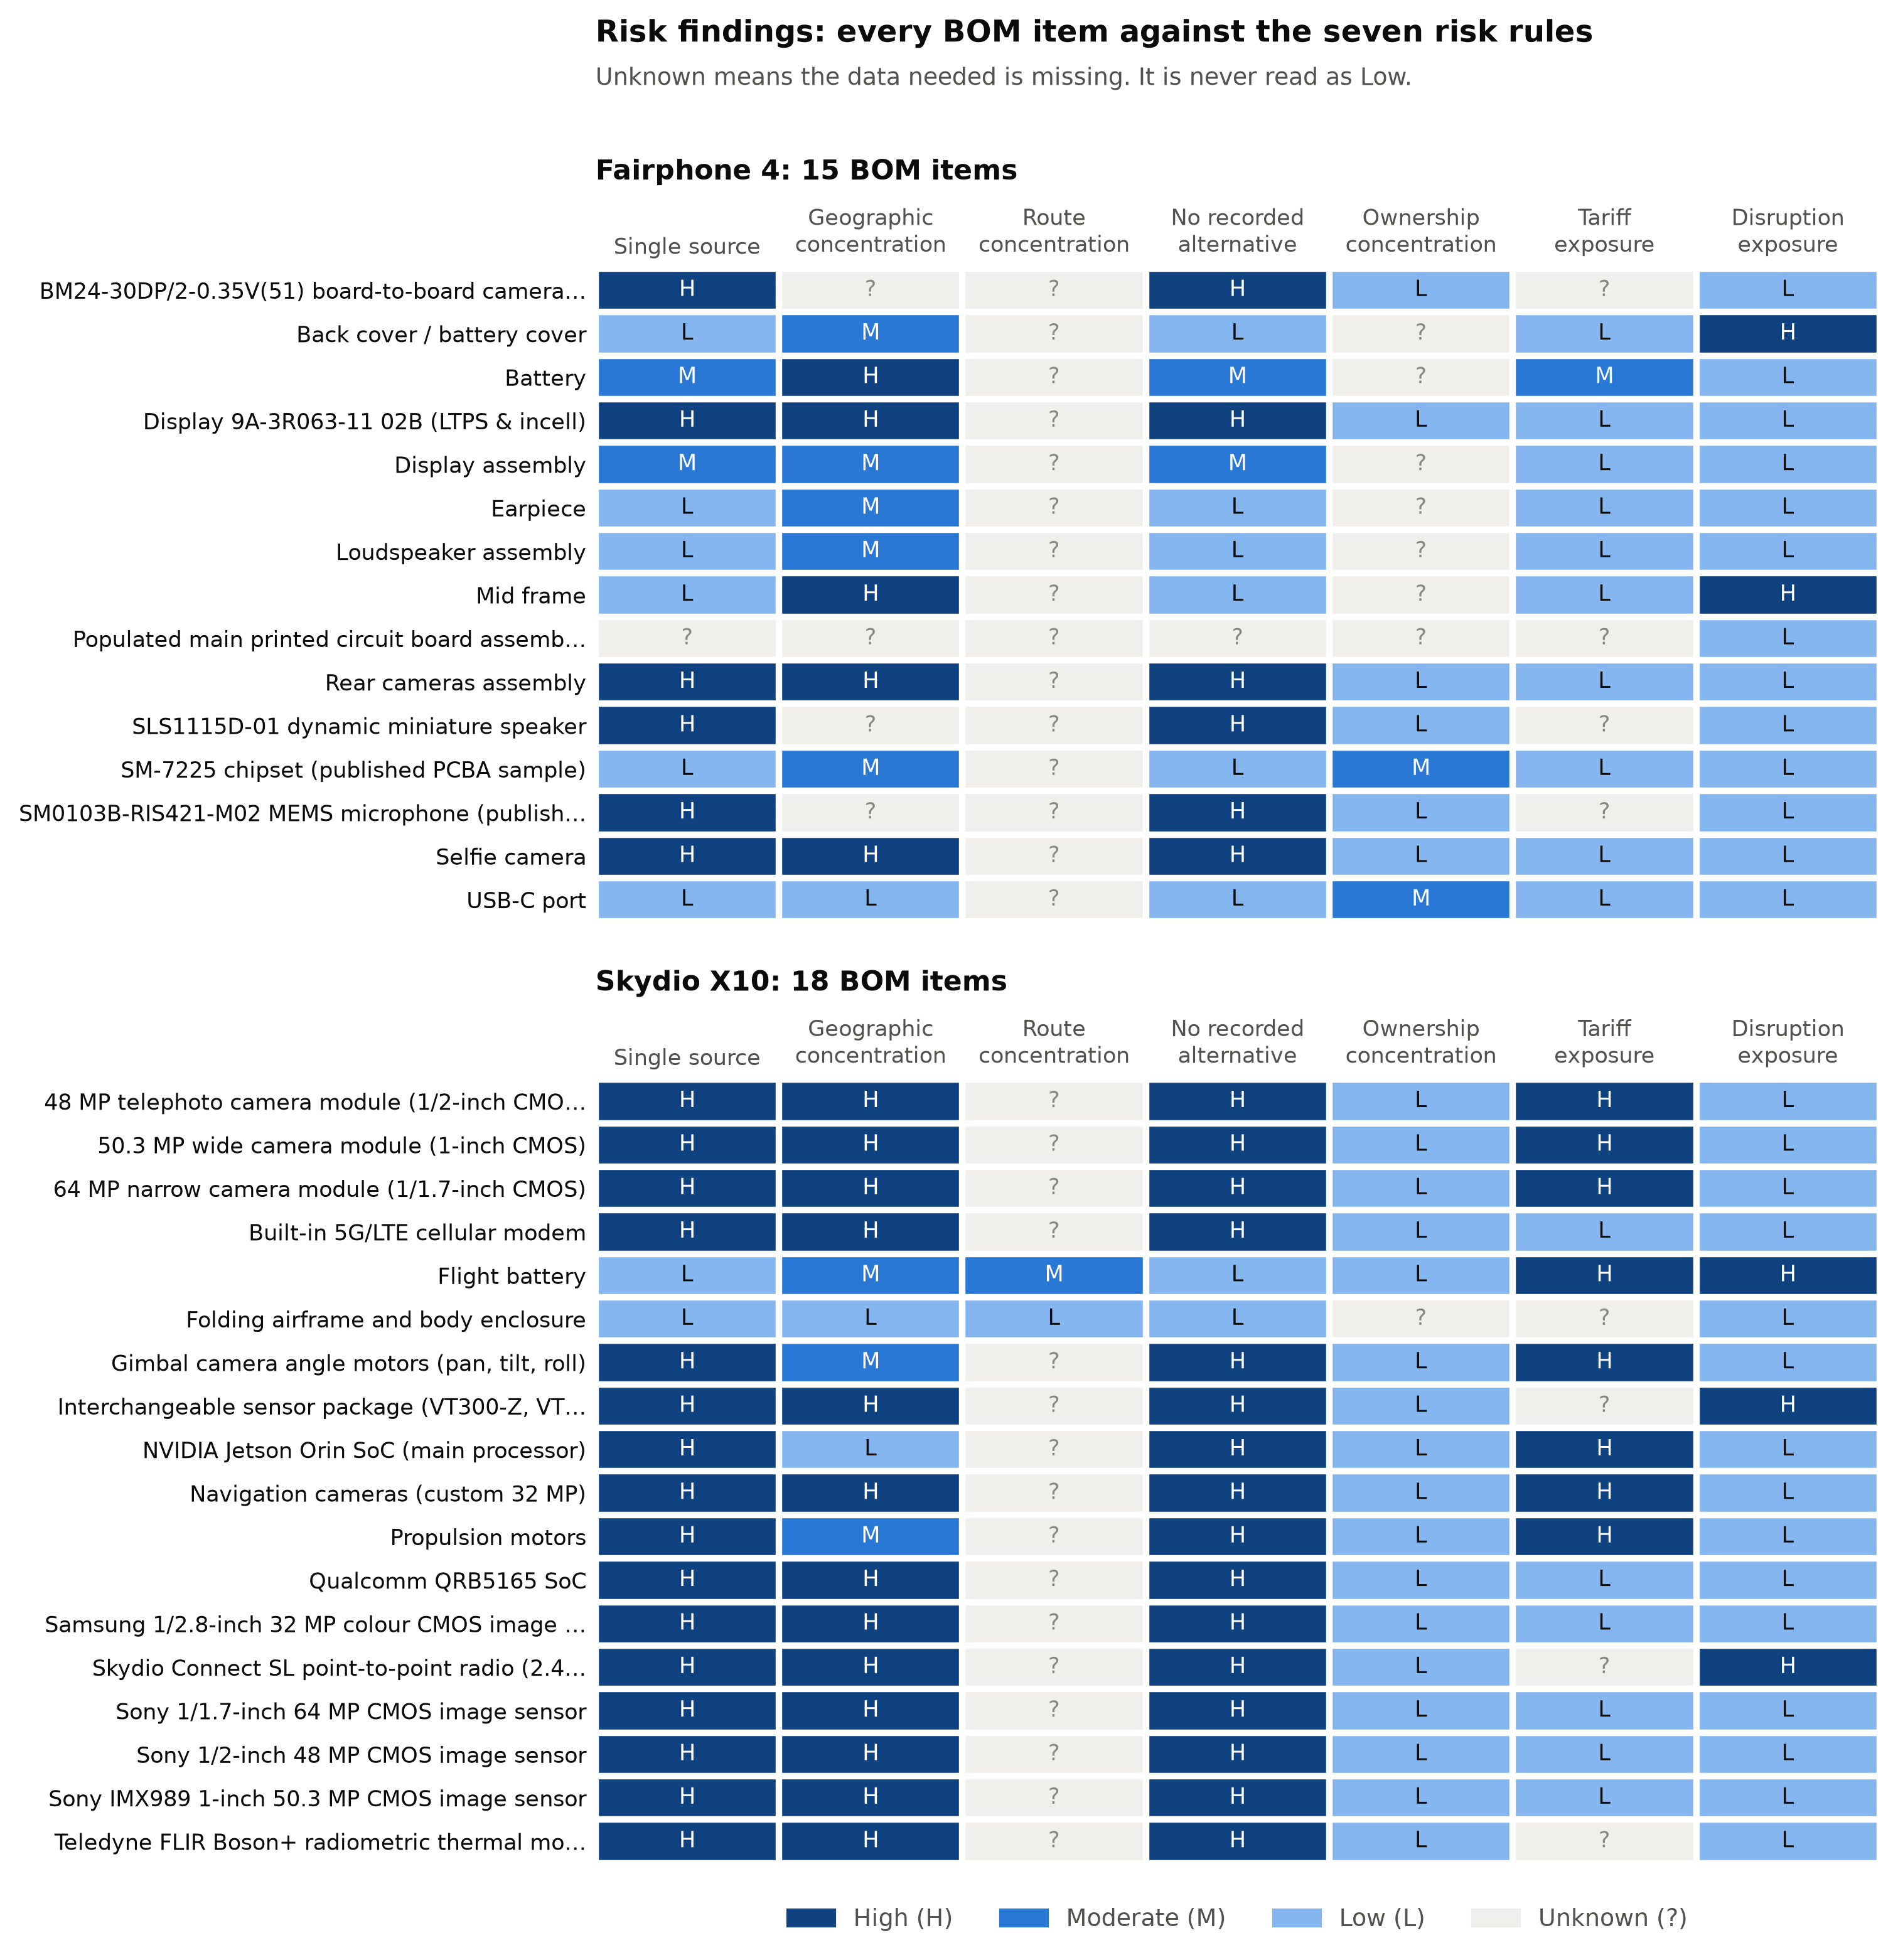 Risk findings: every BOM item against the seven risk rules
Unknown means the data needed is missing. It is never read as Low.
Fairphone 4: 15 BOM items
Single source Geographic concentration Route concentration No recorded alternative Ownership concentration Tariff exposure Disruption exposure
BM24-30DP/2-0.35V(51) board-to-board camera… H ? ? H L ? L
Back cover / battery cover L M ? L ? L H
Battery M H ? M ? M L
Display 9A-3R063-11 02B (LTPS & incell) H H ? H L L L
Display assembly M M ? M ? L L
Earpiece L M ? L ? L L
Loudspeaker assembly L M ? L ? L L
Mid frame L H ? L ? L H
Populated main printed circuit board assemb… ? ? ? ? ? ? L
Rear cameras assembly H H ? H L L L
SLS1115D-01 dynamic miniature speaker H ? ? H L ? L
SM-7225 chipset (published PCBA sample) L M ? L M L L
SM0103B-RIS421-M02 MEMS microphone (publish… H ? ? H L ? L
Selfie camera H H ? H L L L
USB-C port L L ? L M L L
Skydio X10: 18 BOM items
Single source Geographic concentration Route concentration No recorded alternative Ownership concentration Tariff exposure Disruption exposure
48 MP telephoto camera module (1/2-inch CMO… H H ? H L H L
50.3 MP wide camera module (1-inch CMOS) H H ? H L H L
64 MP narrow camera module (1/1.7-inch CMOS) H H ? H L H L
Built-in 5G/LTE cellular modem H H ? H L L L
Flight battery L M M L L H H
Folding airframe and body enclosure L L L L ? ? L
Gimbal camera angle motors (pan, tilt, roll) H M ? H L H L
Interchangeable sensor package (VT300-Z, VT… H H ? H L ? H
NVIDIA Jetson Orin SoC (main processor) H L ? H L H L
Navigation cameras (custom 32 MP) H H ? H L H L
Propulsion motors H M ? H L H L
Qualcomm QRB5165 SoC H H ? H L L L
Samsung 1/2.8-inch 32 MP colour CMOS image … H H ? H L L L
Skydio Connect SL point-to-point radio (2.4… H H ? H L ? H
Sony 1/1.7-inch 64 MP CMOS image sensor H H ? H L L L
Sony 1/2-inch 48 MP CMOS image sensor H H ? H L L L
Sony IMX989 1-inch 50.3 MP CMOS image sensor H H ? H L L L
Teledyne FLIR Boson+ radiometric thermal mo… H H ? H L ? L
High (H) Moderate (M) Low (L) Unknown (?)